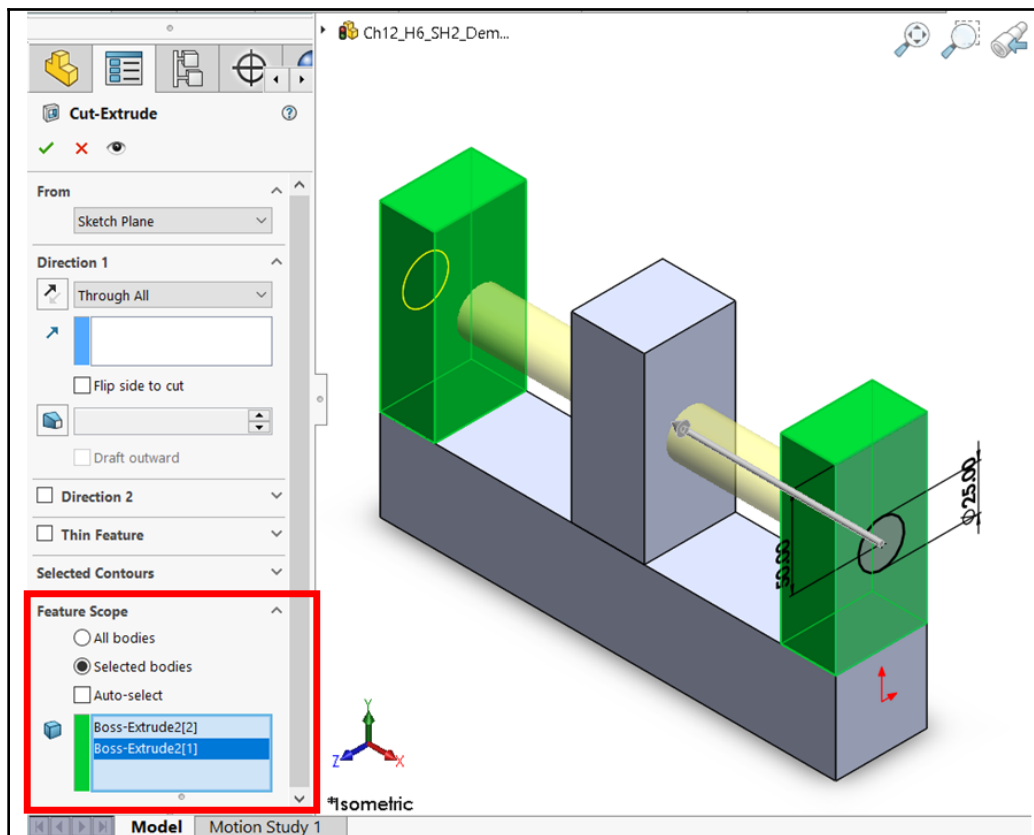 Ch12_H6_SH2_Dem...
Cut-Extrude
From
Sketch Plane
Direction 1
Through All
Flip side to cut
Draft outward
Direction 2
Thin Feature
Selected Contours
Feature Scope
All bodies
Selected bodies
Auto-select
Boss-Extrude2[2]
Boss-Extrude2[1]
50.00
Ø25.00
Y
Z
X
*Isometric
Model
Motion Study 1